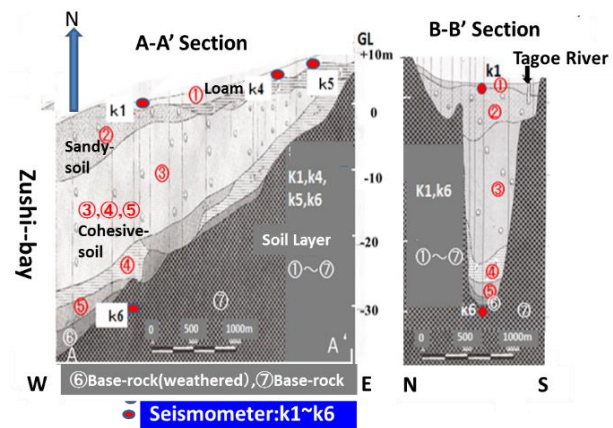 N
A-A’ Section
GL
B-B’ Section
+10m
k1
Tagoe River
①
Loam
k4
k5
k1
①
0
②
②
Sandy-
soil
③
-10
K1,k4,
k5,k6
K1,k6
③
Zushi--bay
③,④,⑤
Cohesive-
soil
Soil Layer
-20
④
①～⑦
①～⑦
④
⑤
⑤
k6
⑦
-30
K6
⑥
⑦
⑥
A
0 500 1000m
A'
0 500 1000m
W
⑥Base-rock(weathered),⑦Base-rock
E
N
S
Seismometer:k1~k6